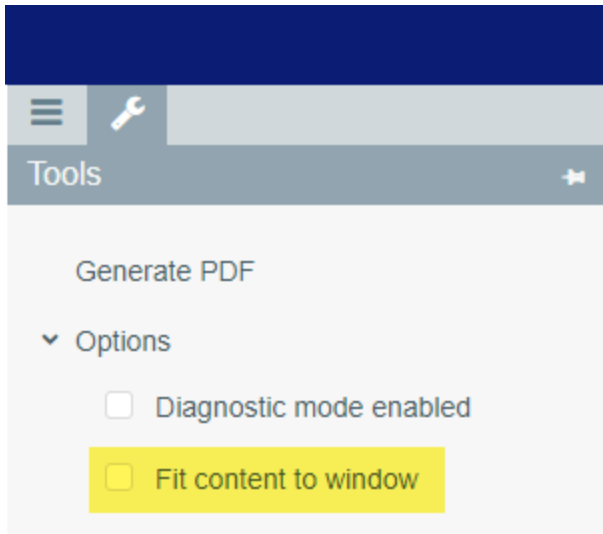 Tools
Generate PDF
Options
Diagnostic mode enabled
Fit content to window